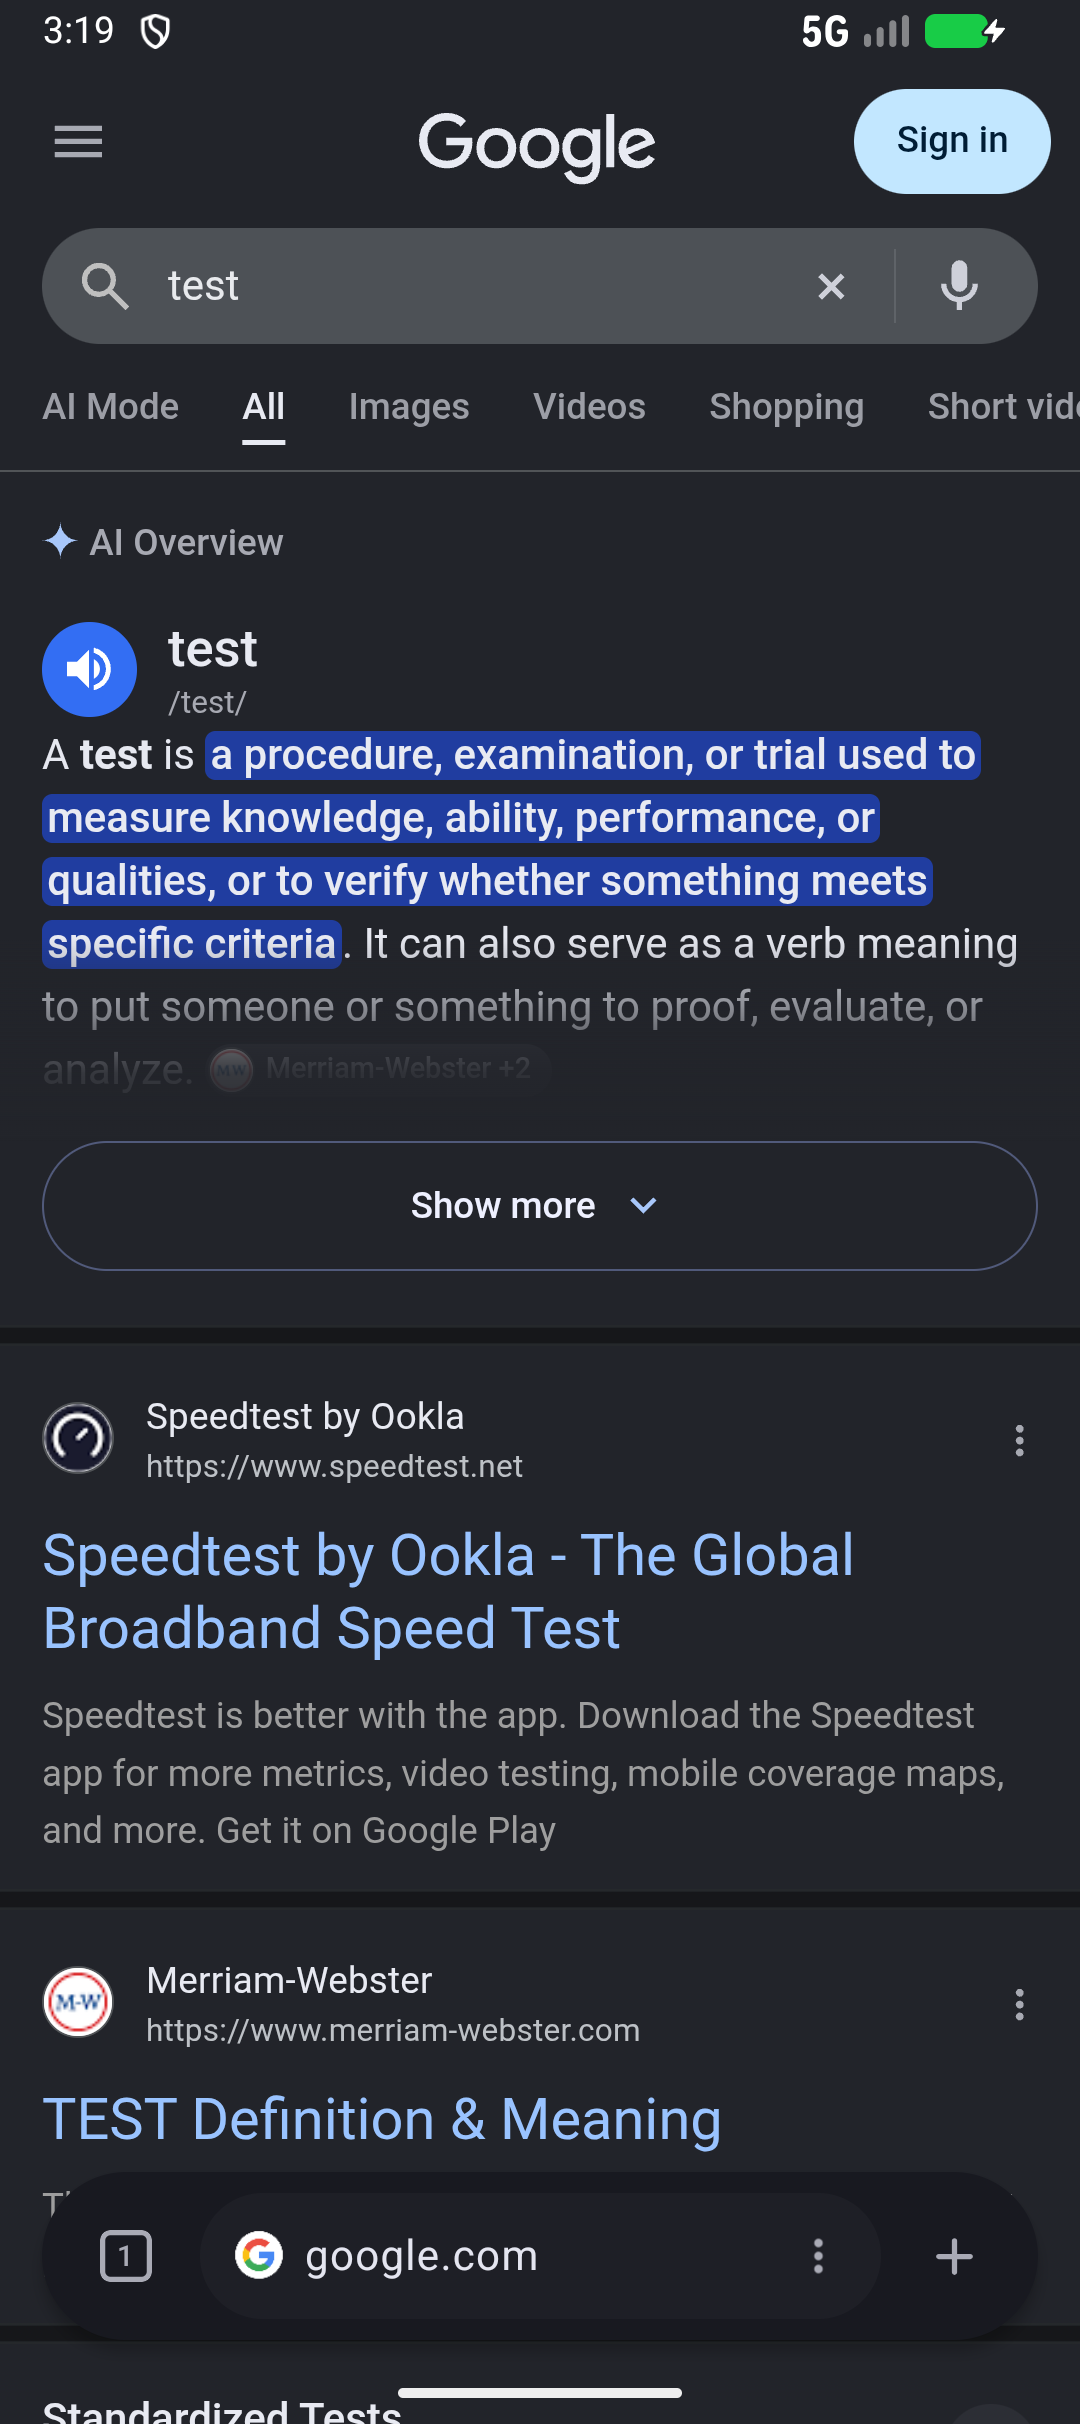 3:19
5G
Google
Sign in
test
AI Mode All Images Videos Shopping Short vid
AI Overview
test
/test/
A test is a procedure, examination, or trial used to
measure knowledge, ability, performance, or
qualities, or to verify whether something meets
specific criteria. It can also serve as a verb meaning
to put someone or something to proof, evaluate, or
analyze. M-W Merriam-Webster +2
Show more
Speedtest by Ookla
https://www.speedtest.net
Speedtest by Ookla - The Global
Broadband Speed Test
Speedtest is better with the app. Download the Speedtest
app for more metrics, video testing, mobile coverage maps,
and more. Get it on Google Play
M-W
Merriam-Webster
https://www.merriam-webster.com
TEST Definition & Meaning
1
google.com
Standardized Tests